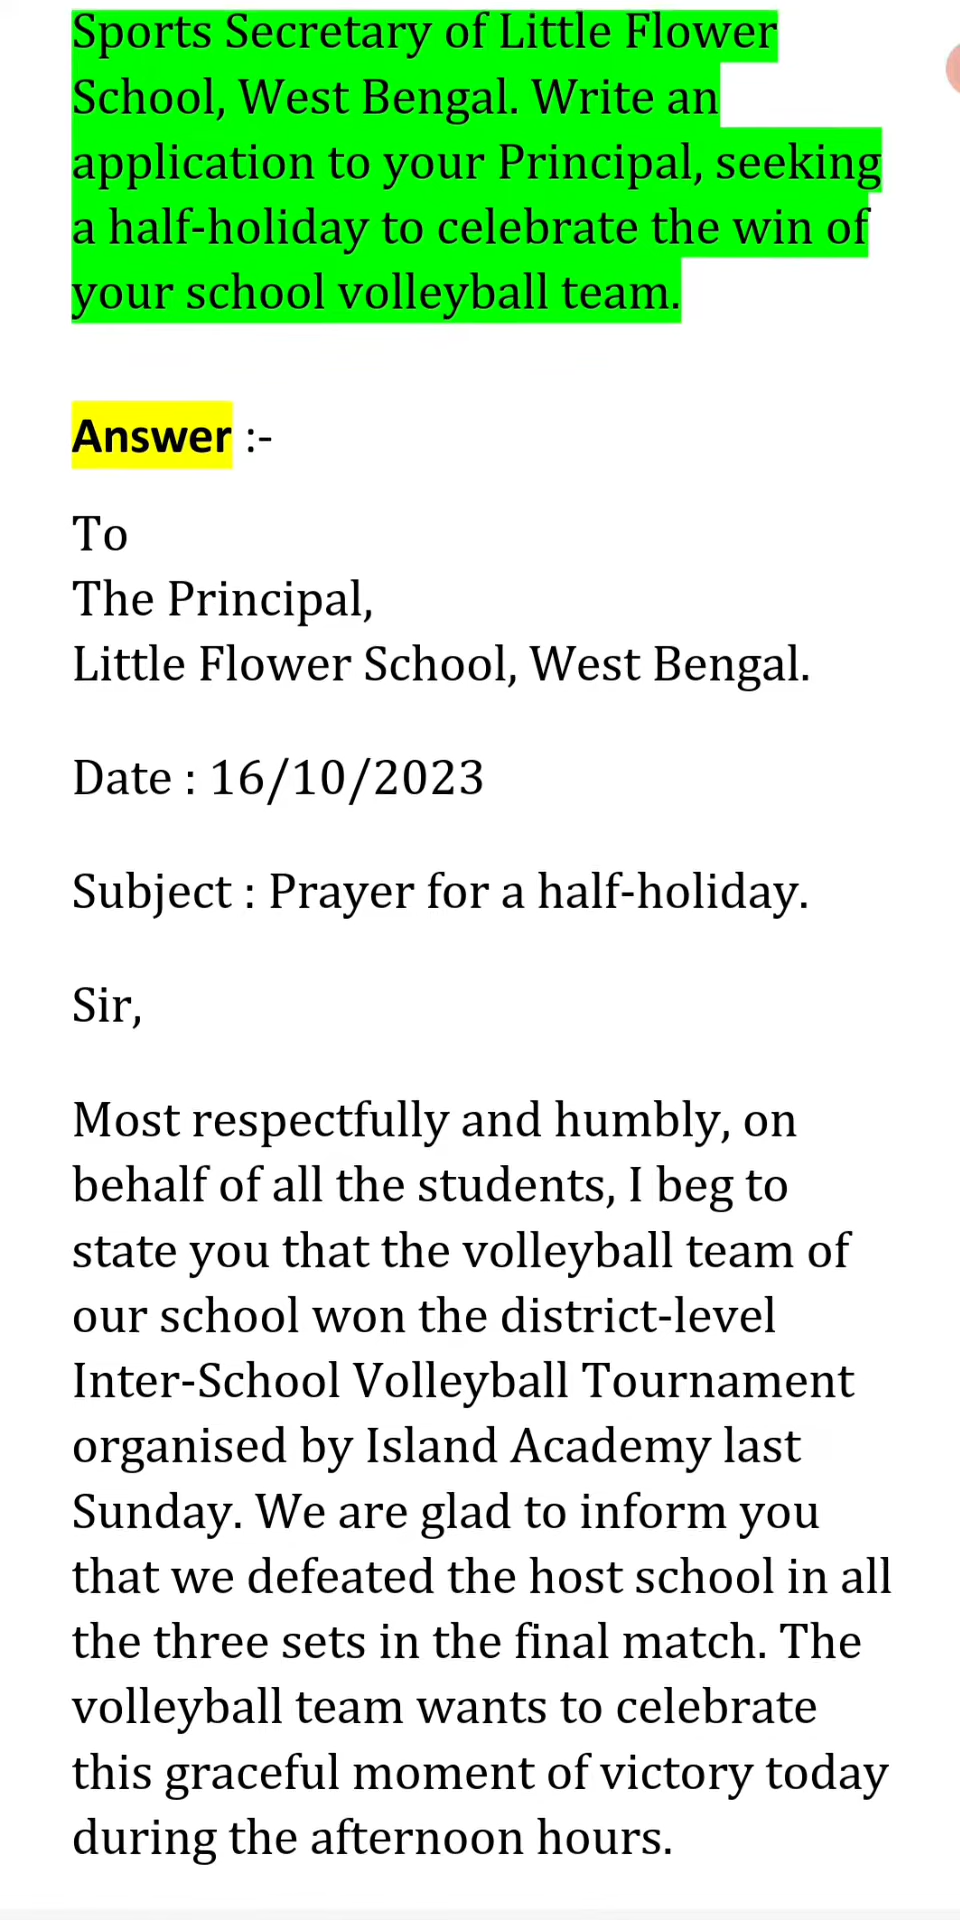 Sports Secretary of Little Flower
School, West Bengal. Write an
application to your Principal, seeking
a half-holiday to celebrate the win of
your school volleyball team.
Answer :-
To
The Principal,
Little Flower School, West Bengal.
Date : 16/10/2023
Subject : Prayer for a half-holiday.
Sir,
Most respectfully and humbly, on
behalf of all the students, I beg to
state you that the volleyball team of
our school won the district-level
Inter-School Volleyball Tournament
organised by Island Academy last
Sunday. We are glad to inform you
that we defeated the host school in all
the three sets in the final match. The
volleyball team wants to celebrate
this graceful moment of victory today
during the afternoon hours.